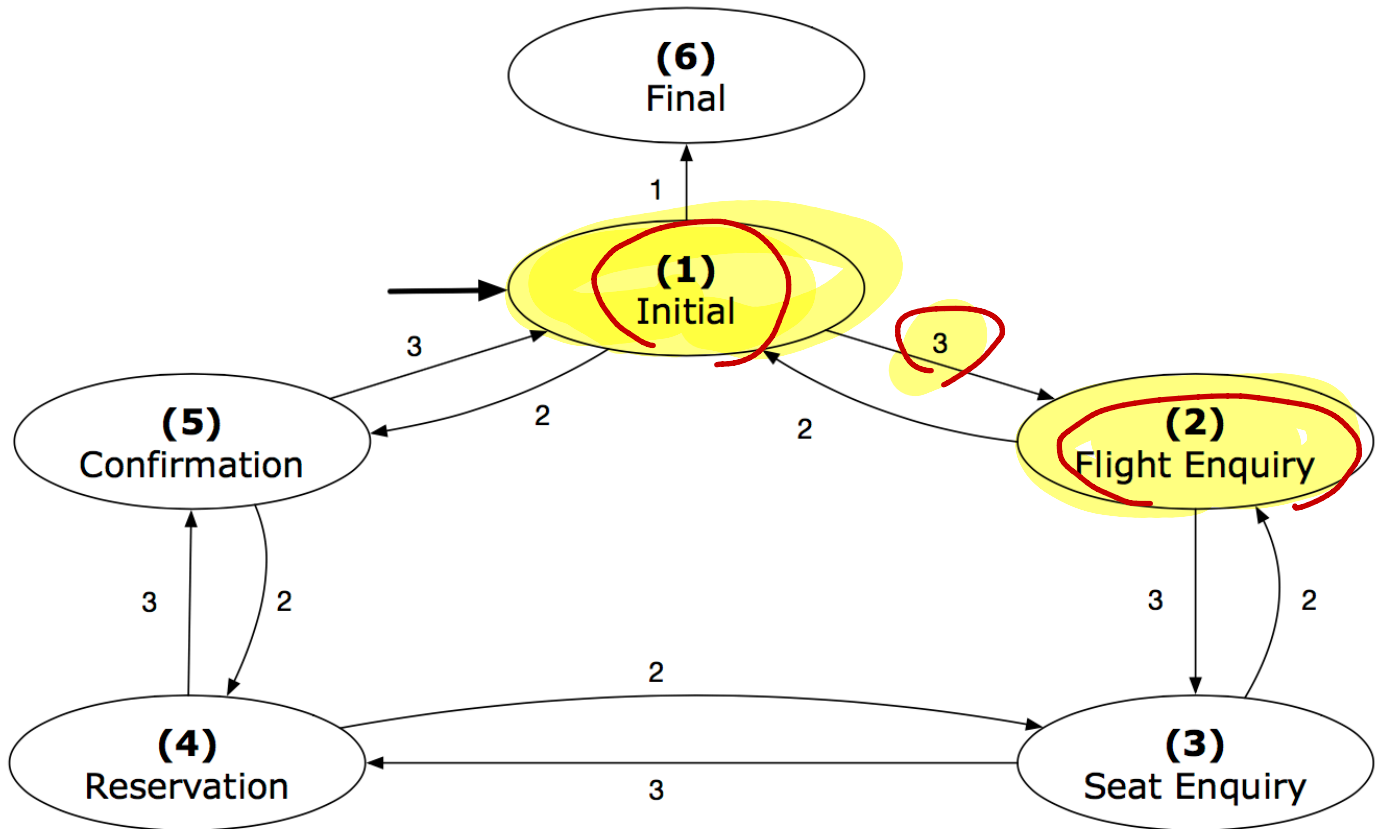 (6)
Final
1
(1)
Initial
3
3
2
2
(5)
Confirmation
(2)
Flight Enquiry
3
2
3
2
2
(4)
Reservation
3
(3)
Seat Enquiry